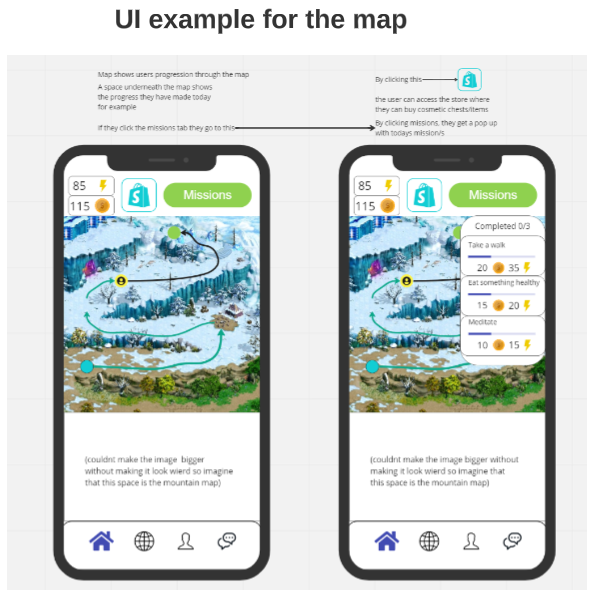 UI example for the map
Map shows users progression through the map
A space underneath the map shows
the progress they have made today
for example
If they click the missions tab they go to this
By clicking this
the user can access the store where
they can buy cosmetic chests/items
By clicking missions, they get a pop up
with todays mission/s
85
115
S
Missions
(couldnt make the image bigger
without making it look wierd so imagine
that this space is the mountain map)
85
115
S
Missions
Completed 0/3
Take a walk
20 35
Eat something healthy
15 20
Meditate
10 15
(couldnt make the image bigger without
making it look wierd so imagine that
this space is the mountain map)